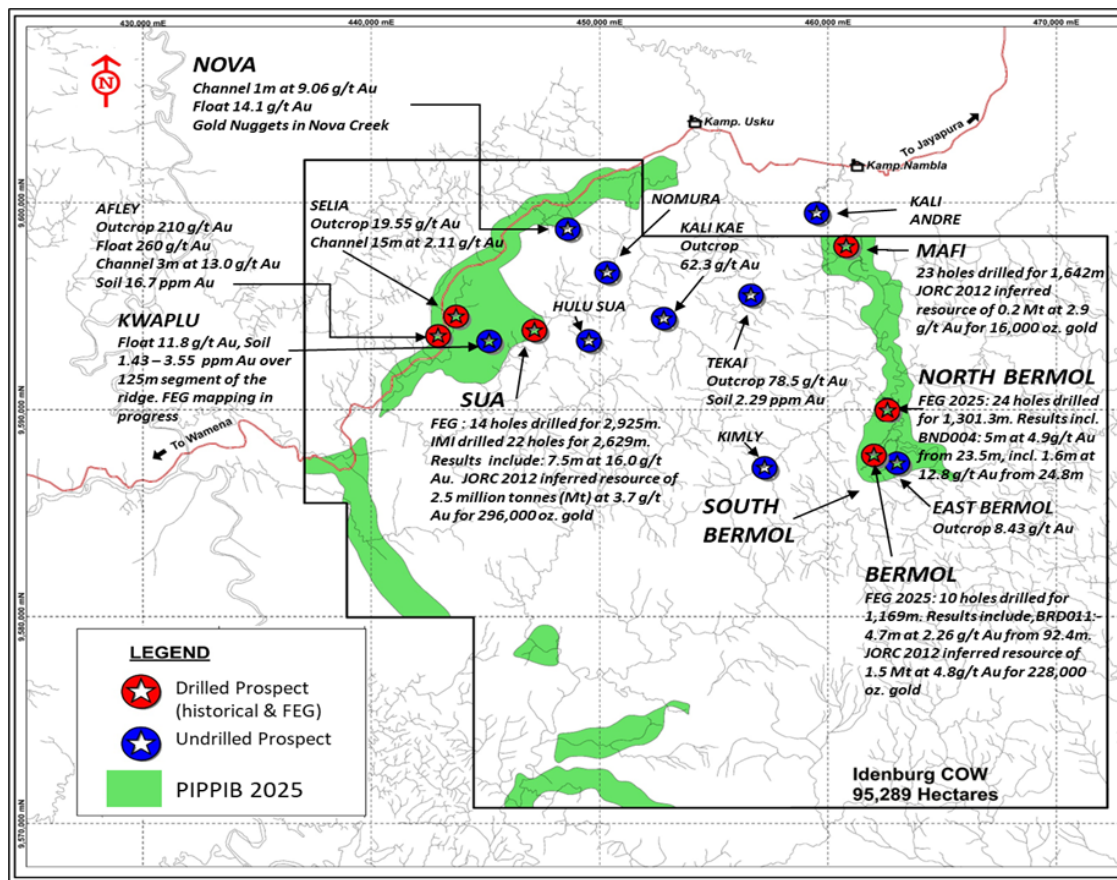 430,000 mE
440,000 mE
450,000 mE
460,000 mE
470,000 mE
N
NOVA
Channel 1m at 9.06 g/t Au
Float 14.1 g/t Au
Gold Nuggets in Nova Creek
Kamp. Usku
To Jayapura
Kamp.Nambla
9,600,000 mN
AFLEY
Outcrop 210 g/t Au
Float 260 g/t Au
Channel 3m at 13.0 g/t Au
Soil 16.7 ppm Au
SELIA
Outcrop 19.55 g/t Au
Channel 15m at 2.11 g/t Au
NOMURA
KALI KAE
Outcrop
62.3 g/t Au
KALI
ANDRE
MAFI
23 holes drilled for 1,642m
JORC 2012 inferred
resource of 0.2 Mt at 2.9
g/t Au for 16,000 oz. gold
KWAPLU
Float 11.8 g/t Au, Soil
1.43 – 3.55 ppm Au over
125m segment of the
ridge. FEG mapping in
progress
HULU SUA
TEKAI
Outcrop 78.5 g/t Au
Soil 2.29 ppm Au
9,590,000 mN
To Wamena
SUA
FEG : 14 holes drilled for 2,925m.
IMI drilled 22 holes for 2,629m.
Results include: 7.5m at 16.0 g/t
Au. JORC 2012 inferred resource of
2.5 million tonnes (Mt) at 3.7 g/t
Au for 296,000 oz. gold
NORTH BERMOL
FEG 2025: 24 holes drilled
for 1,301.3m. Results incl.
BND004: 5m at 4.9g/t Au
from 23.5m, incl. 1.6m at
12.8 g/t Au from 24.8m
KIMLY
SOUTH
BERMOL
EAST BERMOL
Outcrop 8.43 g/t Au
BERMOL
FEG 2025: 10 holes drilled for
1,169m. Results include,BRD011:-
4.7m at 2.26 g/t Au from 92.4m.
JORC 2012 inferred resource of
1.5 Mt at 4.8g/t Au for 228,000
oz. gold
9,580,000 mN
LEGEND
Drilled Prospect
(historical & FEG)
Undrilled Prospect
PIPPIB 2025
Idenburg COW
95,289 Hectares
9,570,000 mN